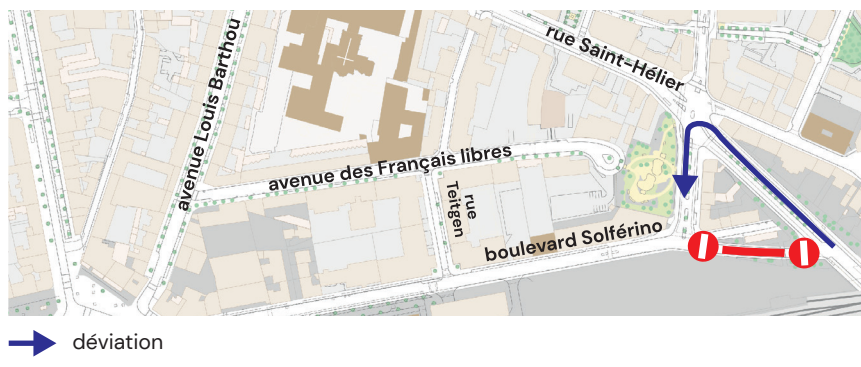 rue Saint-Hélier
avenue Louis Barthou
avenue des Français libres
rue
Teitgen
boulevard Solférino
déviation